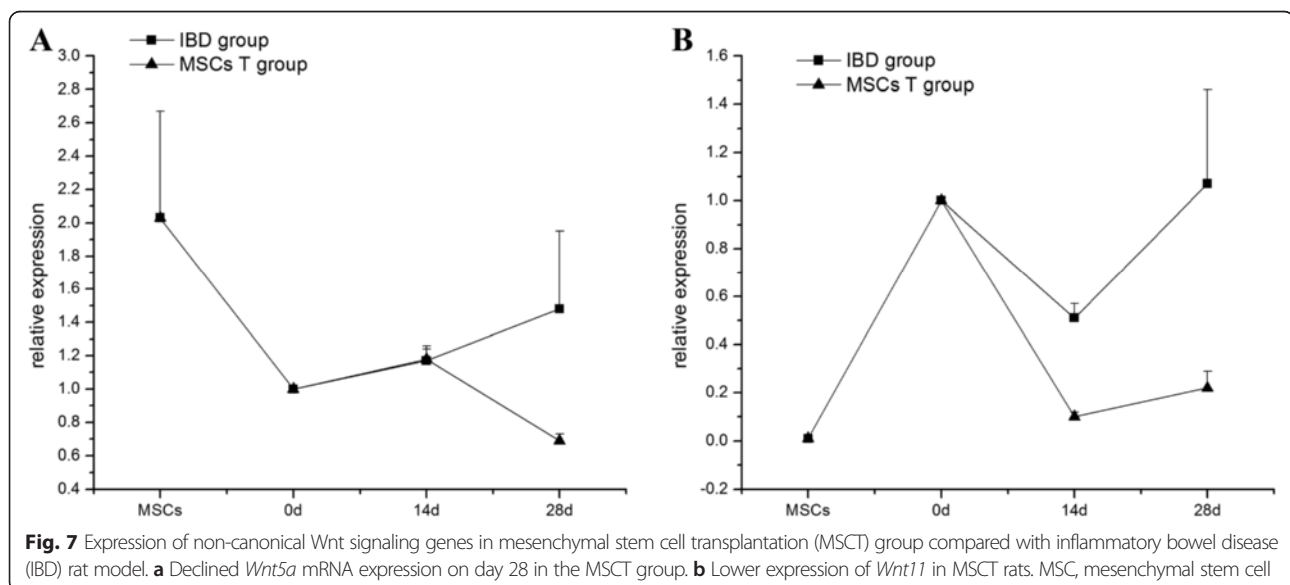 A
IBD group
MSCs T group
3.0
2.8
2.6
2.4
2.2
2.0
1.8
1.6
1.4
1.2
1.0
0.8
0.6
0.4
relative expression
MSCs 0d 14d 28d
B
IBD group
MSCs T group
1.6
1.4
1.2
1.0
0.8
0.6
0.4
0.2
0.0
-0.2
relative expression
MSCs 0d 14d 28d
Fig. 7 Expression of non-canonical Wnt signaling genes in mesenchymal stem cell transplantation (MSCT) group compared with inflammatory bowel disease
(IBD) rat model. a Declined Wnt5a mRNA expression on day 28 in the MSCT group. b Lower expression of Wnt11 in MSCT rats. MSC, mesenchymal stem cell